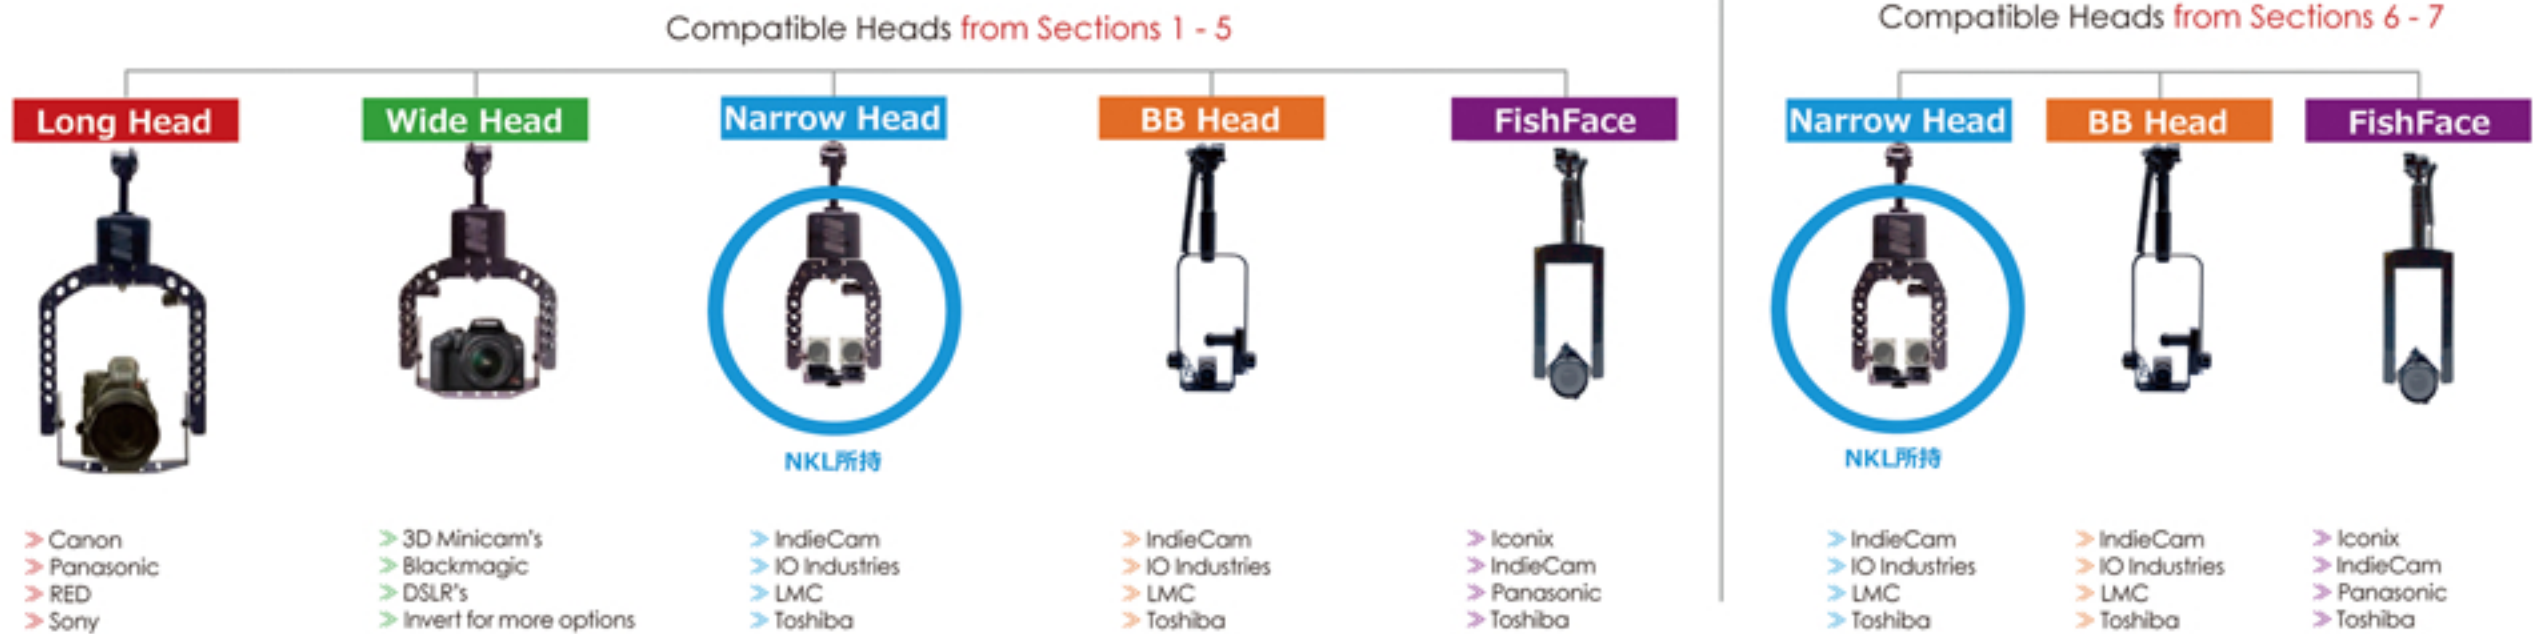 Compatible Heads from Sections 1 - 5
Long Head
Wide Head
Narrow Head
BB Head
FishFace
NKL所持
Canon
Panasonic
RED
Sony
3D Minicam's
Blackmagic
DSLR's
Invert for more options
IndieCam
IO Industries
LMC
Toshiba
IndieCam
IO Industries
LMC
Toshiba
Iconix
IndieCam
Panasonic
Toshiba
Compatible Heads from Sections 6 - 7
Narrow Head
BB Head
FishFace
NKL所持
IndieCam
IO Industries
LMC
Toshiba
IndieCam
IO Industries
LMC
Toshiba
Iconix
IndieCam
Panasonic
Toshiba